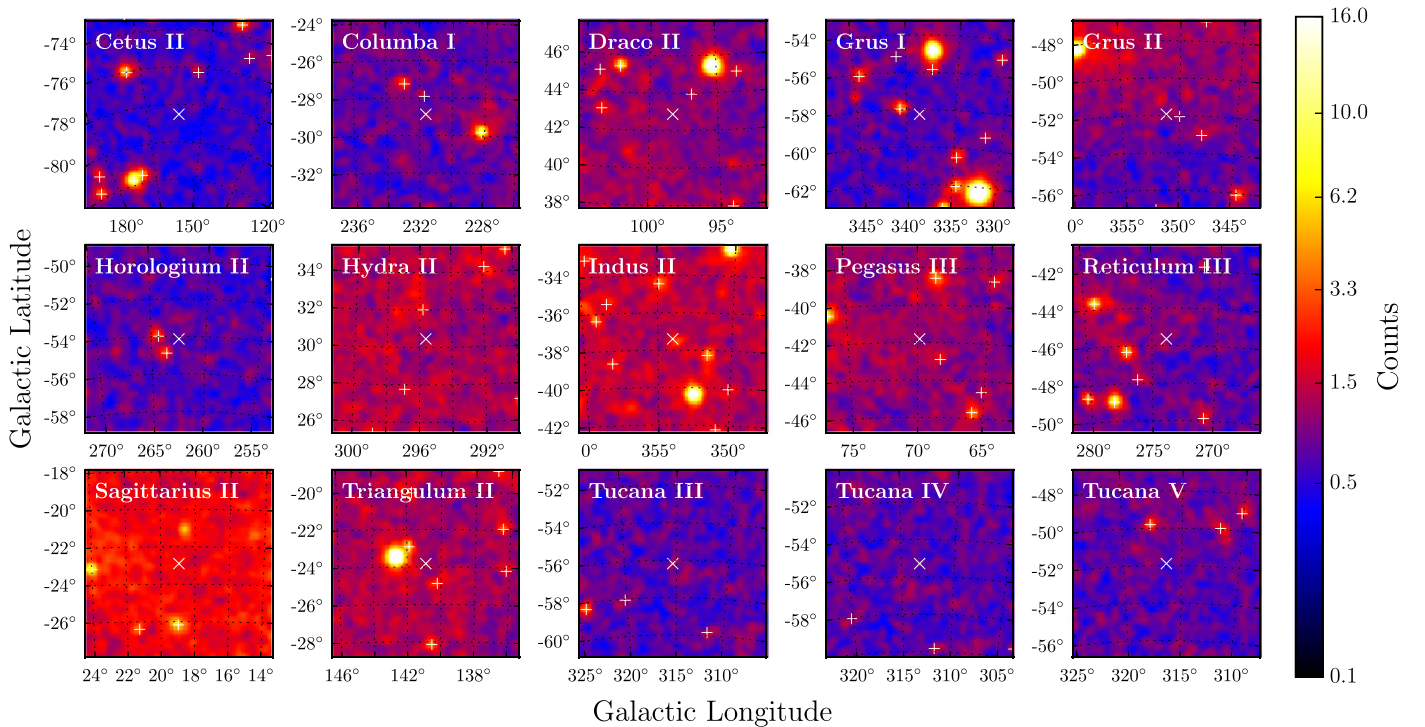 Cetus II
-74°
-76°
-78°
-80°
180° 150° 120°
Columba I
-24°
-26°
-28°
-30°
-32°
236° 232° 228°
Draco II
46°
44°
42°
40°
38°
100° 95°
Grus I
-54°
-56°
-58°
-60°
-62°
345° 340° 335° 330°
Grus II
-48°
-50°
-52°
-54°
-56°
0° 355° 350° 345°
Horologium II
-50°
-52°
-54°
-56°
-58°
270° 265° 260° 255°
Hydra II
34°
32°
30°
28°
26°
300° 296° 292°
Indus II
-34°
-36°
-38°
-40°
-42°
0° 355° 350°
Pegasus III
-38°
-40°
-42°
-44°
-46°
75° 70° 65°
Reticulum III
-42°
-44°
-46°
-48°
-50°
280° 274° 270°
Sagittarius II
-18°
-20°
-22°
-24°
-26°
24° 22° 20° 18° 16° 14°
Triangulum II
-20°
-22°
-24°
-26°
-28°
146° 142° 138°
Tucana III
-52°
-54°
-56°
-58°
-60°
325° 320° 315° 310°
Tucana IV
-52°
-54°
-56°
-58°
320° 315° 310° 305°
Tucana V
-48°
-50°
-52°
-54°
-56°
325° 320° 315° 310°
Galactic Latitude
Galactic Longitude
16.0
10.0
6.2
3.3
1.5
0.5
0.1
Counts